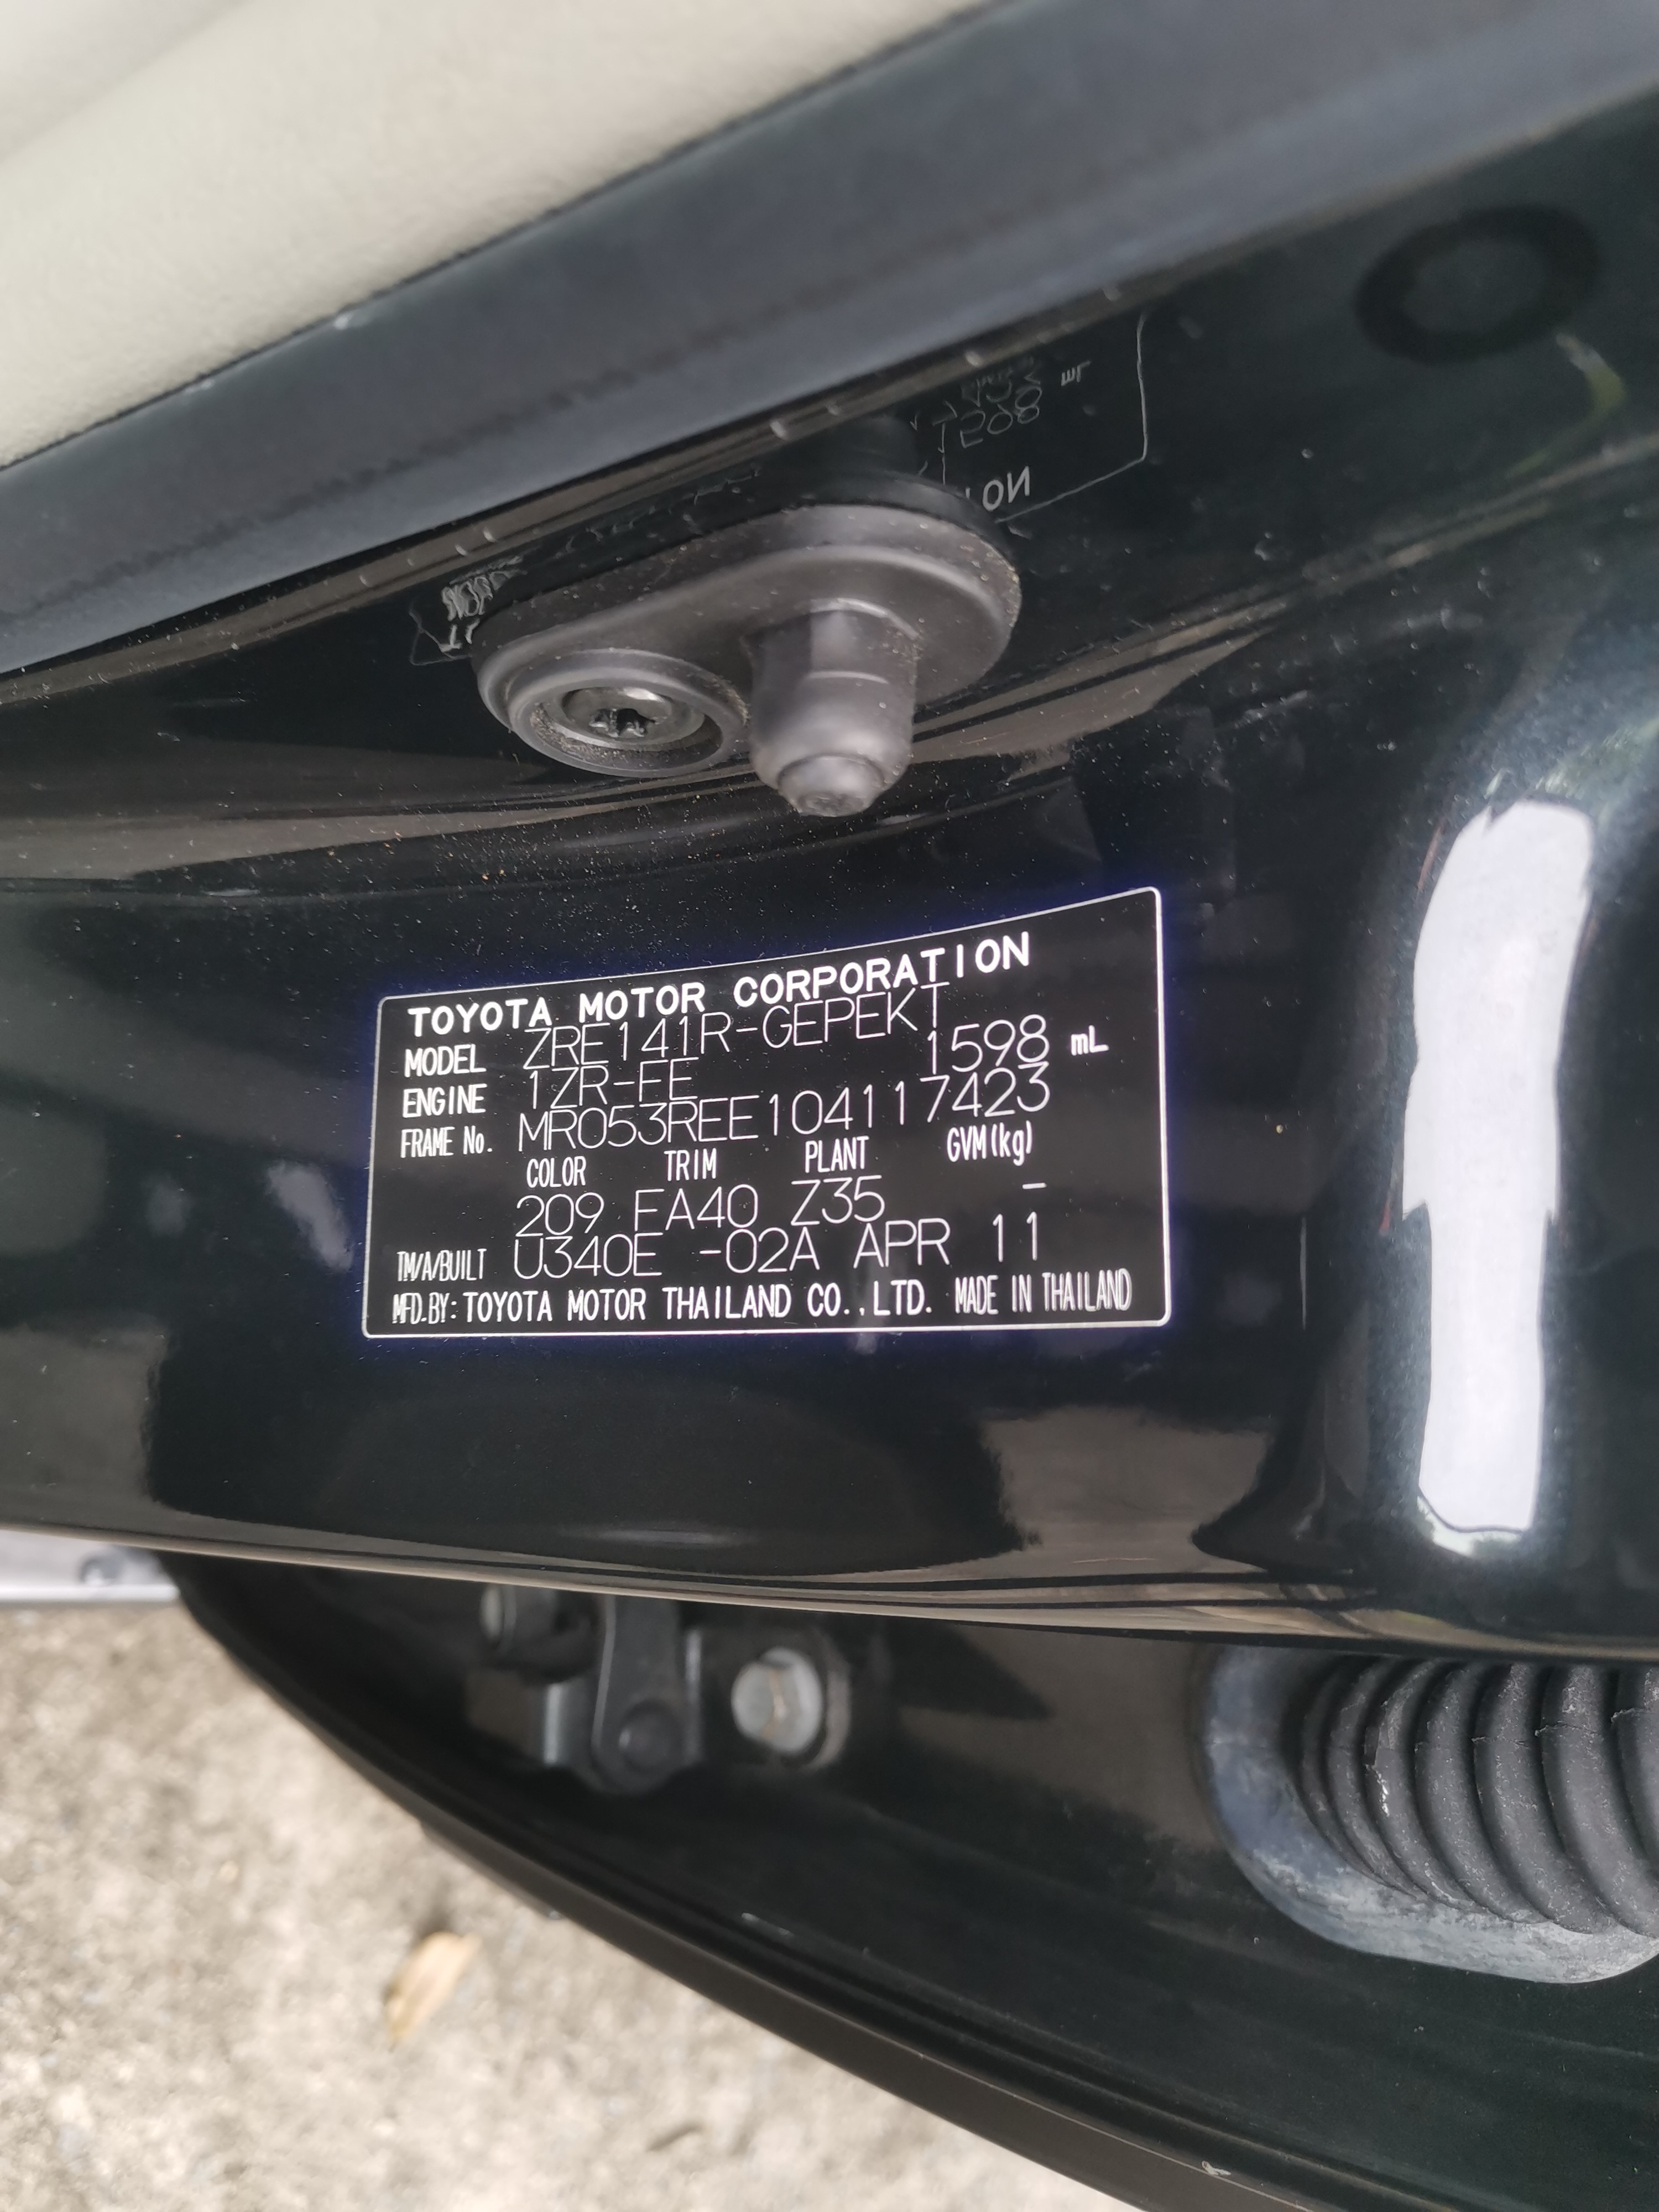 TOYOTA MOTOR CORPORATION
MODEL ZRE141R-GEPEKT
ENGINE 1ZR-FE 1598 mL
FRAME No. MR053REE104117423
COLOR TRIM PLANT GVM(kg)
209 FA40 Z35 -
TM/A/BUILT U340E -02A APR 11
MFD.BY: TOYOTA MOTOR THAILAND CO.,LTD. MADE IN THAILAND